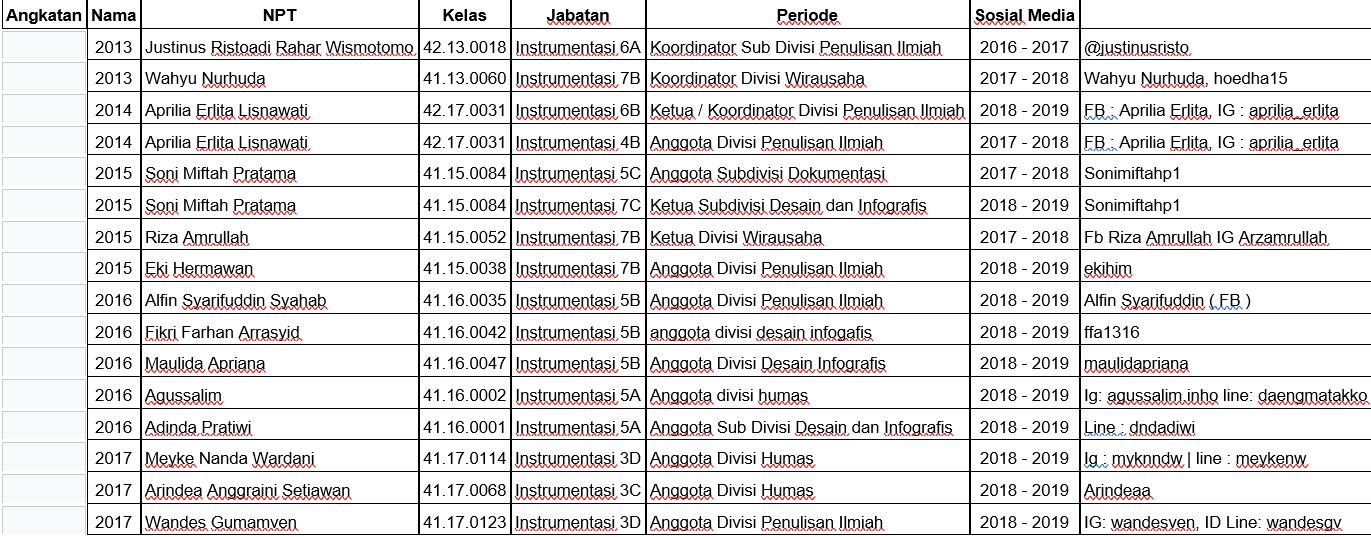 Angkatan Nama NPT Kelas Jabatan Periode Sosial Media
2013 Justinus Ristoadi Rahar Wismotomo 42.13.0018 Instrumentasi 6A Koordinator Sub Divisi Penulisan Ilmiah 2016 - 2017 @justinusristo
2013 Wahyu Nurhuda 41.13.0060 Instrumentasi 7B Koordinator Divisi Wirausaha 2017 - 2018 Wahyu Nurhuda, hoedha15
2014 Aprilia Erlita Lisnawati 42.17.0031 Instrumentasi 6B Ketua / Koordinator Divisi Penulisan Ilmiah 2018 - 2019 FB : Aprilia Erlita, IG : aprilia_erlita
2014 Aprilia Erlita Lisnawati 42.17.0031 Instrumentasi 4B Anggota Divisi Penulisan Ilmiah 2017 - 2018 FB : Aprilia Erlita, IG : aprilia_erlita
2015 Soni Miftah Pratama 41.15.0084 Instrumentasi 5C Anggota Subdivisi Dokumentasi 2017 - 2018 Sonimiftahp1
2015 Soni Miftah Pratama 41.15.0084 Instrumentasi 7C Ketua Subdivisi Desain dan Infografis 2018 - 2019 Sonimiftahp1
2015 Riza Amrullah 41.15.0052 Instrumentasi 7B Ketua Divisi Wirausaha 2017 - 2018 Fb Riza Amrullah IG Arzamrullah
2015 Eki Hermawan 41.15.0038 Instrumentasi 7B Anggota Divisi Penulisan Ilmiah 2018 - 2019 ekihim
2016 Alfin Syarifuddin Syahab 41.16.0035 Instrumentasi 5B Anggota Divisi Penulisan Ilmiah 2018 - 2019 Alfin Syarifuddin ( FB )
2016 Fikri Farhan Arrasyid 41.16.0042 Instrumentasi 5B anggota divisi desain infogafis 2018 - 2019 ffa1316
2016 Maulida Apriana 41.16.0047 Instrumentasi 5B Anggota Divisi Desain Infografis 2018 - 2019 maulidapriana
2016 Agussalim 41.16.0002 Instrumentasi 5A Anggota divisi humas 2018 - 2019 Ig: agussalim.inho line: daengmatakko
2016 Adinda Pratiwi 41.16.0001 Instrumentasi 5A Anggota Sub Divisi Desain dan Infografis 2018 - 2019 Line : dndadiwi
2017 Meyke Nanda Wardani 41.17.0114 Instrumentasi 3D Anggota Divisi Humas 2018 - 2019 Ig : myknndw | line : meykenw
2017 Arindea Anggraini Setiawan 41.17.0068 Instrumentasi 3C Anggota Divisi Humas 2018 - 2019 Arindeaa
2017 Wandes Gumamven 41.17.0123 Instrumentasi 3D Anggota Divisi Penulisan Ilmiah 2018 - 2019 IG: wandesven, ID Line: wandesgv